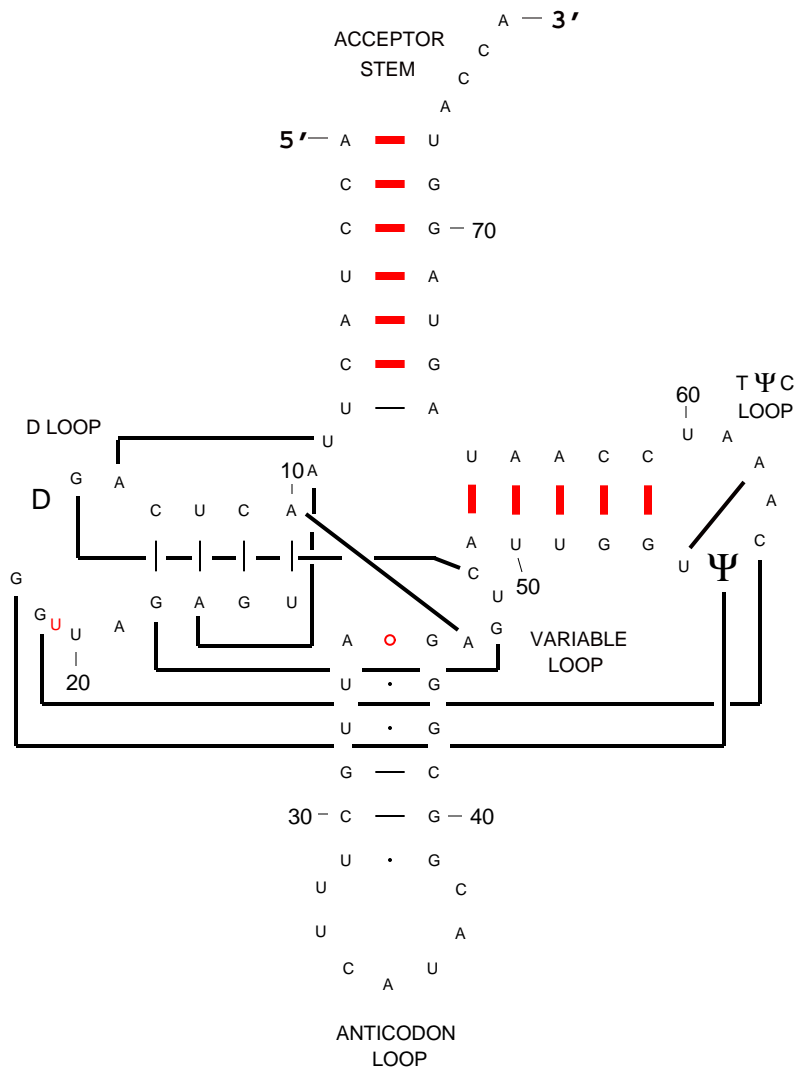 A 3'
ACCEPTOR
C
STEM
C
A
5' A U
C G
C G 70
U A
A U
T Ψ C
C G
60
LOOP
U A
D LOOP
U A
U
U A A C C
A
10 A
G A
A
D
C U C A
C
A U U G G
Ψ
U
G
C
50
G A G U
U
G U U A
G
A G A
VARIABLE
LOOP
20
U G
U G
G C
30 C G 40
U G
U C
U A
C U
A
ANTICODON
LOOP